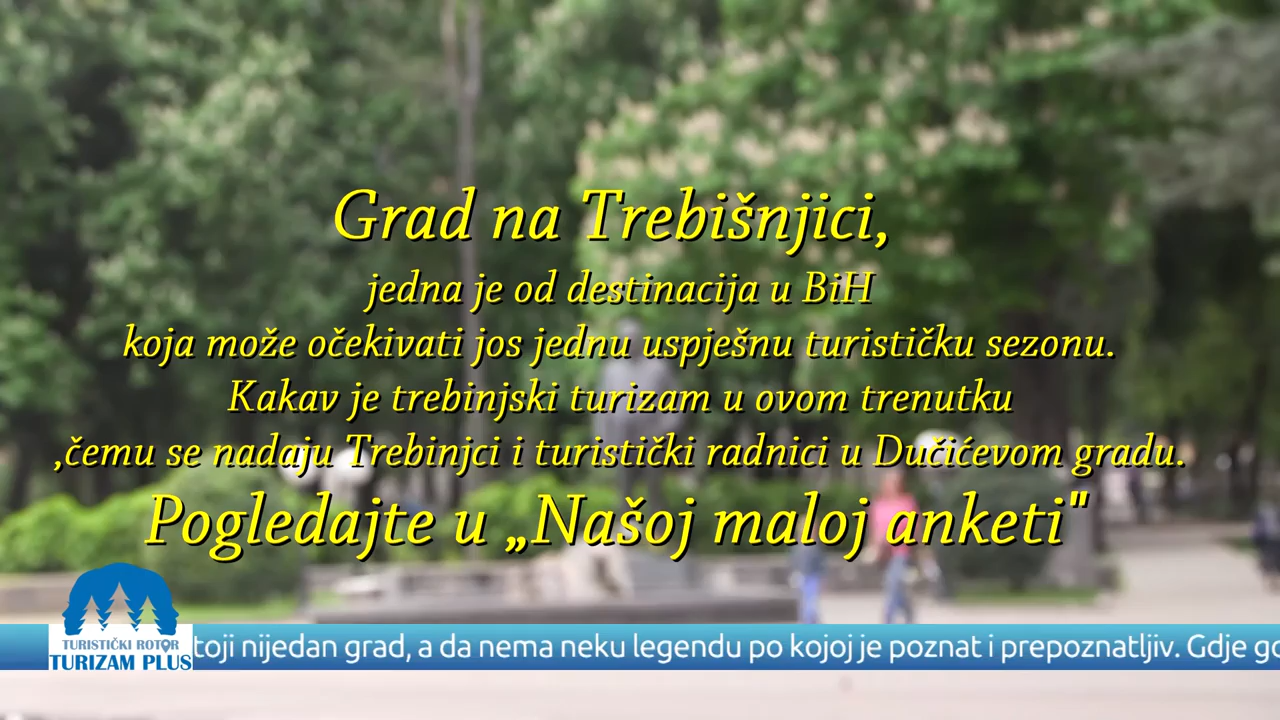 Grad na Trebišnjici,
jedna je od destinacija u BiH
koja može očekivati jos jednu uspješnu turističku sezonu.
Kakav je trebinjski turizam u ovom trenutku
,čemu se nadaju Trebinjci i turistički radnici u Dučićevom gradu.
Pogledajte u „Našoj maloj anketi"
TURISTIČKI ROTOR
TURIZAM PLUS
toji nijedan grad, a da nema neku legendu po kojoj je poznat i prepoznatljiv. Gdje go